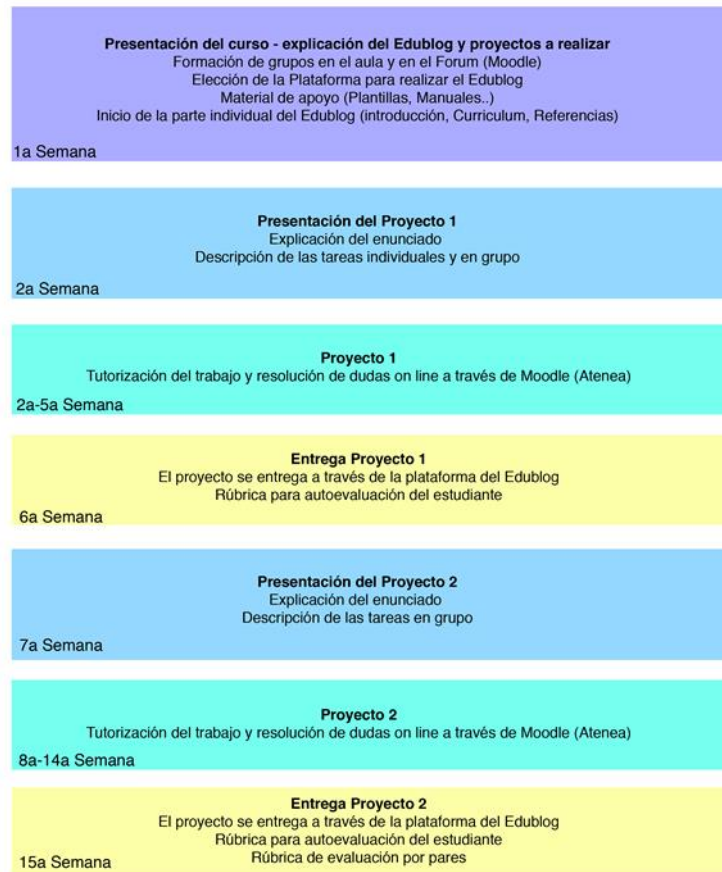 Presentación del curso - explicación del Edublog y proyectos a realizar
Formación de grupos en el aula y en el Forum (Moodle)
Elección de la Plataforma para realizar el Edublog
Material de apoyo (Plantillas, Manuales..)
Inicio de la parte individual del Edublog (introducción, Curriculum, Referencias)
1a Semana
Presentación del Proyecto 1
Explicación del enunciado
Descripción de las tareas individuales y en grupo
2a Semana
Proyecto 1
Tutorización del trabajo y resolución de dudas on line a través de Moodle (Atenea)
2a-5a Semana
Entrega Proyecto 1
El proyecto se entrega a través de la plataforma del Edublog
Rúbrica para autoevaluación del estudiante
6a Semana
Presentación del Proyecto 2
Explicación del enunciado
Descripción de las tareas en grupo
7a Semana
Proyecto 2
Tutorización del trabajo y resolución de dudas on line a través de Moodle (Atenea)
8a-14a Semana
Entrega Proyecto 2
El proyecto se entrega a través de la plataforma del Edublog
Rúbrica para autoevaluación del estudiante
Rúbrica de evaluación por pares
15a Semana